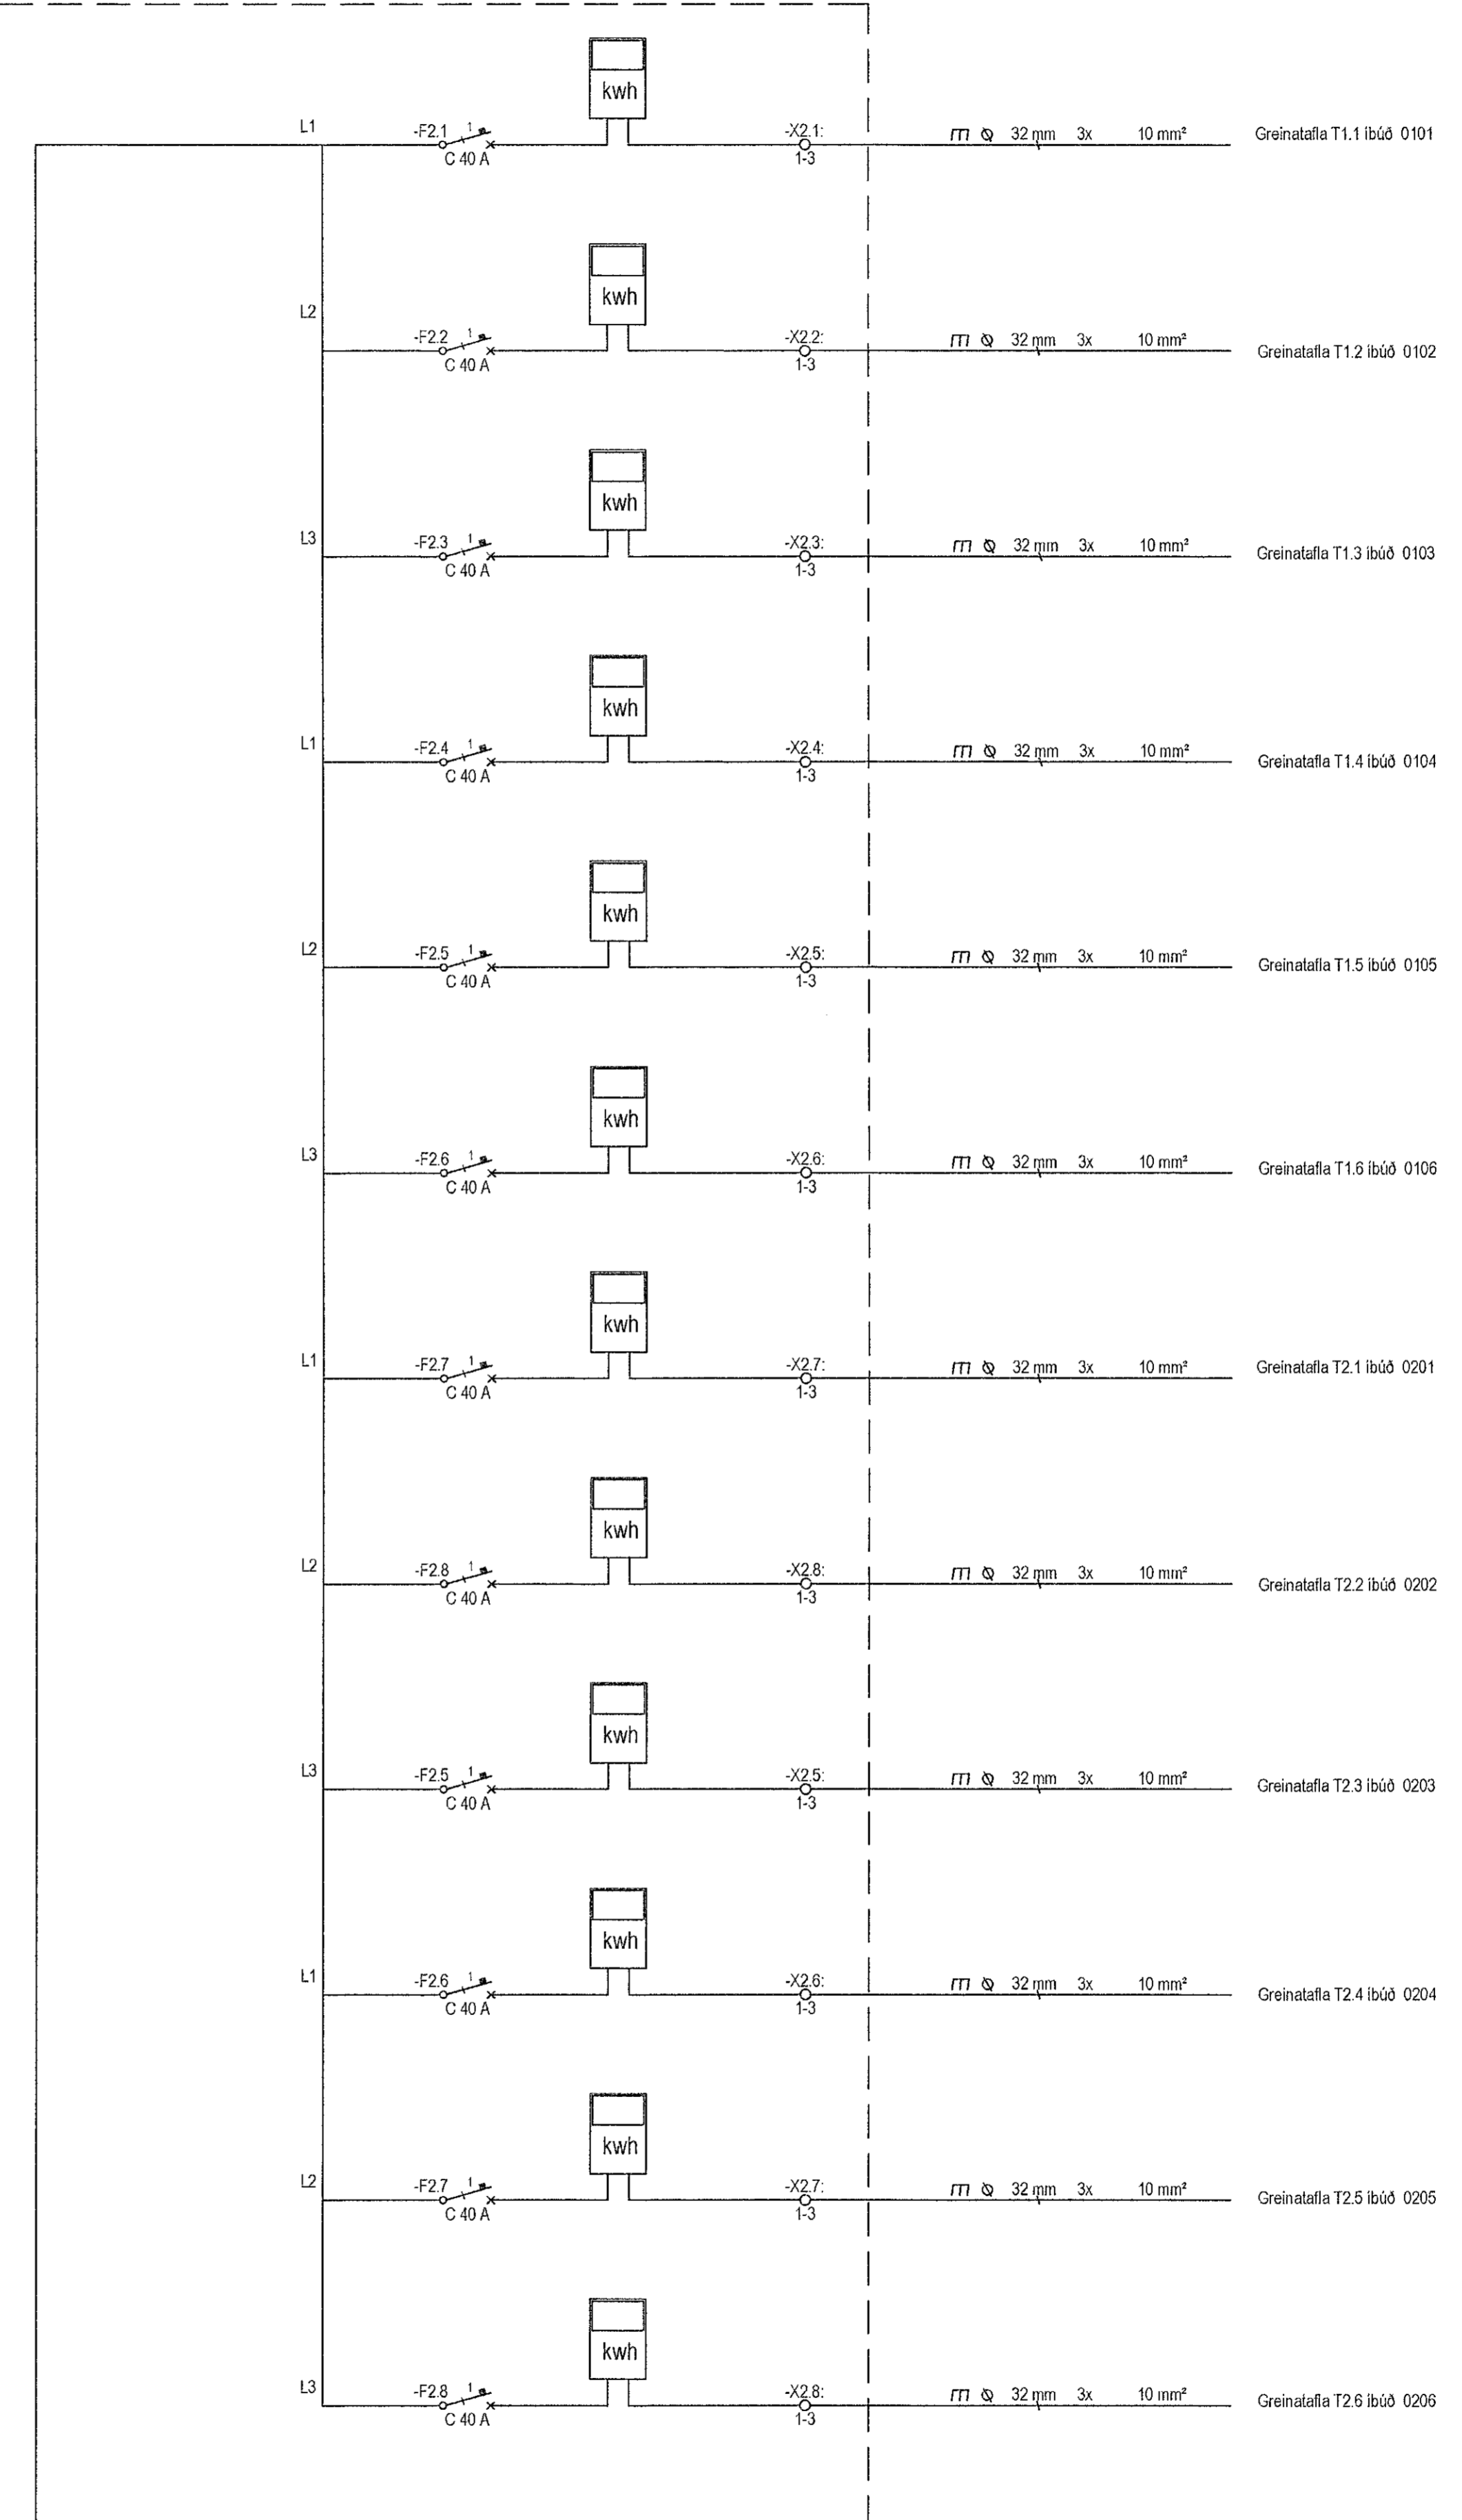 kwh
L1 -F2.1 1 -X2.1: 32 mm 3x 10 mm² Greinatafla T1.1 íbúð 0101
C 40 A 1-3
kwh
L2 -F2.2 1 -X2.2: 32 mm 3x 10 mm² Greinatafla T1.2 íbúð 0102
C 40 A 1-3
kwh
L3 -F2.3 1 -X2.3: 32 mm 3x 10 mm² Greinatafla T1.3 íbúð 0103
C 40 A 1-3
kwh
L1 -F2.4 1 -X2.4: 32 mm 3x 10 mm² Greinatafla T1.4 íbúð 0104
C 40 A 1-3
kwh
L2 -F2.5 1 -X2.5: 32 mm 3x 10 mm² Greinatafla T1.5 íbúð 0105
C 40 A 1-3
kwh
L3 -F2.6 1 -X2.6: 32 mm 3x 10 mm² Greinatafla T1.6 íbúð 0106
C 40 A 1-3
kwh
L1 -F2.7 1 -X2.7: 32 mm 3x 10 mm² Greinatafla T2.1 íbúð 0201
C 40 A 1-3
kwh
L2 -F2.8 1 -X2.8: 32 mm 3x 10 mm² Greinatafla T2.2 íbúð 0202
C 40 A 1-3
kwh
L3 -F2.5 1 -X2.5: 32 mm 3x 10 mm² Greinatafla T2.3 íbúð 0203
C 40 A 1-3
kwh
L1 -F2.6 1 -X2.6: 32 mm 3x 10 mm² Greinatafla T2.4 íbúð 0204
C 40 A 1-3
kwh
L2 -F2.7 1 -X2.7: 32 mm 3x 10 mm² Greinatafla T2.5 íbúð 0205
C 40 A 1-3
kwh
L3 -F2.8 1 -X2.8: 32 mm 3x 10 mm² Greinatafla T2.6 íbúð 0206
C 40 A 1-3